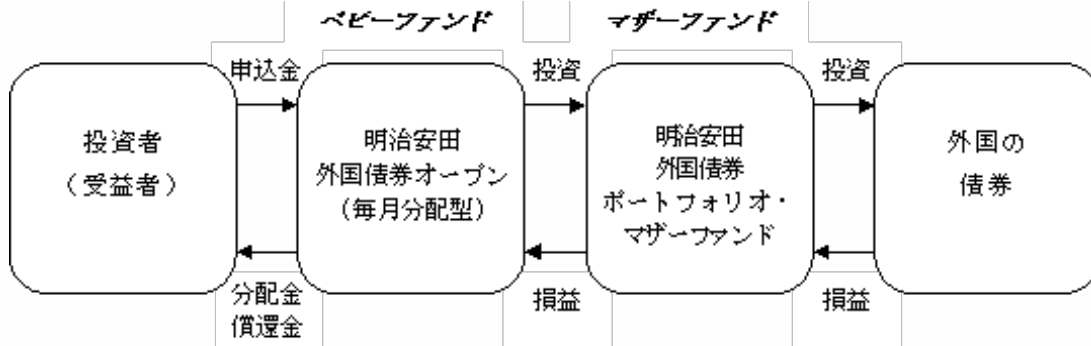 ベビーファンド
マザーファンド
申込金
投資
投資
投資者
（受益者）
明治安田
外国債券オープン
（毎月分配型）
明治安田
外国債券
ポートフォリオ・
マザーファンド
外国の
債券
分配金
償還金
損益
損益